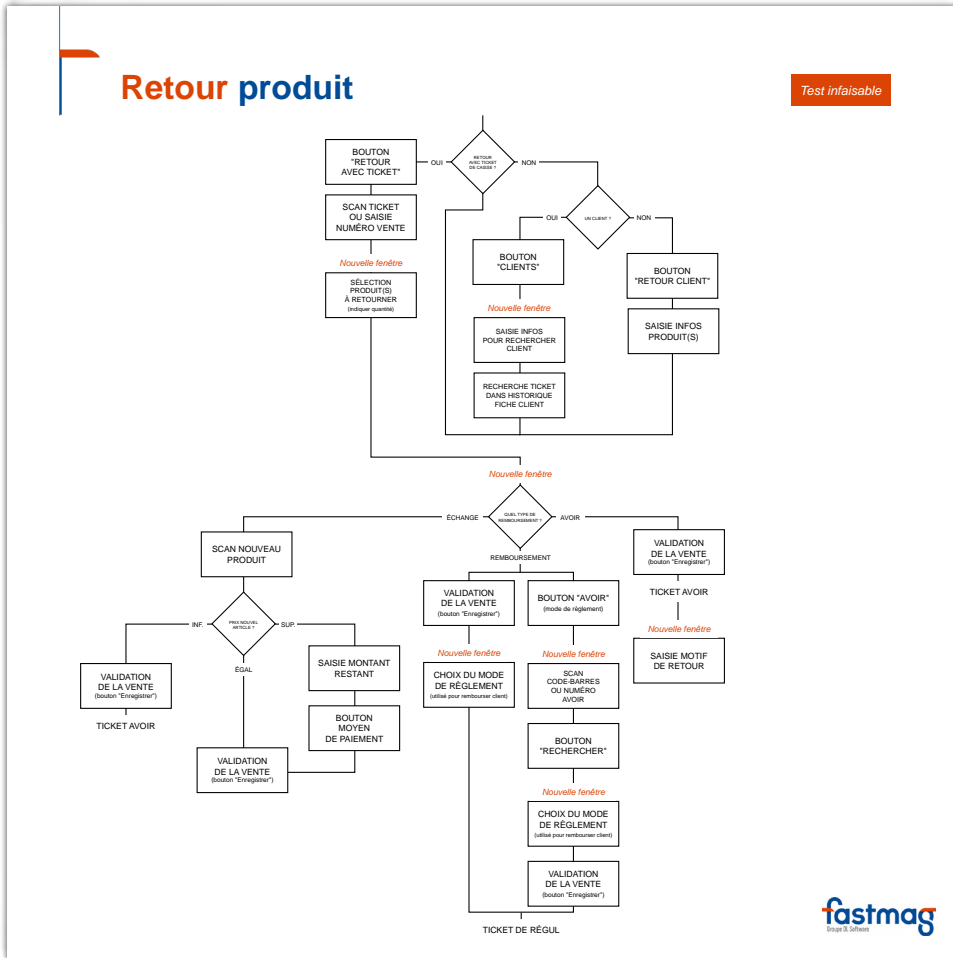 Retour produit
Test infaisable
RETOUR
AVEC TICKET
DE CAISSE ?
OUI
NON
BOUTON
"RETOUR
AVEC TICKET"
SCAN TICKET
OU SAISIE
NUMÉRO VENTE
Nouvelle fenêtre
SÉLECTION
PRODUIT(S)
À RETOURNER
(indiquer quantité)
UN CLIENT ?
OUI
NON
BOUTON
"CLIENTS"
Nouvelle fenêtre
SAISIE INFOS
POUR RECHERCHER
CLIENT
RECHERCHE TICKET
DANS HISTORIQUE
FICHE CLIENT
BOUTON
"RETOUR CLIENT"
SAISIE INFOS
PRODUIT(S)
Nouvelle fenêtre
QUEL TYPE DE
REMBOURSEMENT ?
ÉCHANGE
AVOIR
REMBOURSEMENT
SCAN NOUVEAU
PRODUIT
PRIX NOUVEL
ARTICLE ?
INF.
SUP.
ÉGAL
VALIDATION
DE LA VENTE
(bouton "Enregistrer")
TICKET AVOIR
SAISIE MONTANT
RESTANT
BOUTON
MOYEN
DE PAIEMENT
VALIDATION
DE LA VENTE
(bouton "Enregistrer")
VALIDATION
DE LA VENTE
(bouton "Enregistrer")
Nouvelle fenêtre
CHOIX DU MODE
DE RÈGLEMENT
(utilisé pour rembourser client)
BOUTON "AVOIR"
(mode de règlement)
Nouvelle fenêtre
SCAN
CODE-BARRES
OU NUMÉRO
AVOIR
BOUTON
"RECHERCHER"
Nouvelle fenêtre
CHOIX DU MODE
DE RÈGLEMENT
(utilisé pour rembourser client)
VALIDATION
DE LA VENTE
(bouton "Enregistrer")
TICKET DE RÉGUL
VALIDATION
DE LA VENTE
(bouton "Enregistrer")
TICKET AVOIR
Nouvelle fenêtre
SAISIE MOTIF
DE RETOUR
fastmag
Groupe DL Software